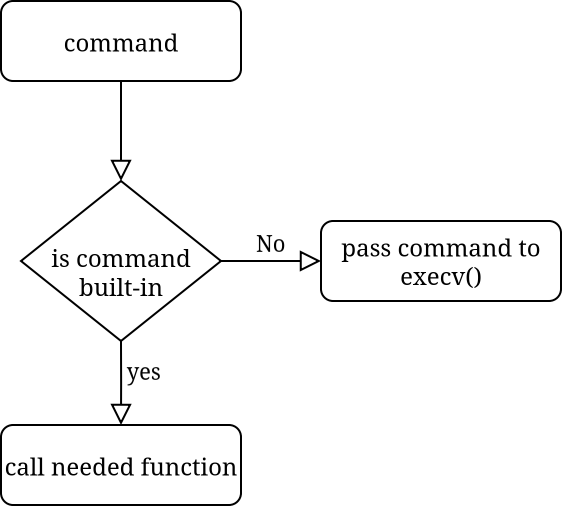 command
is command
built-in
No
pass command to
execv()
yes
call needed function